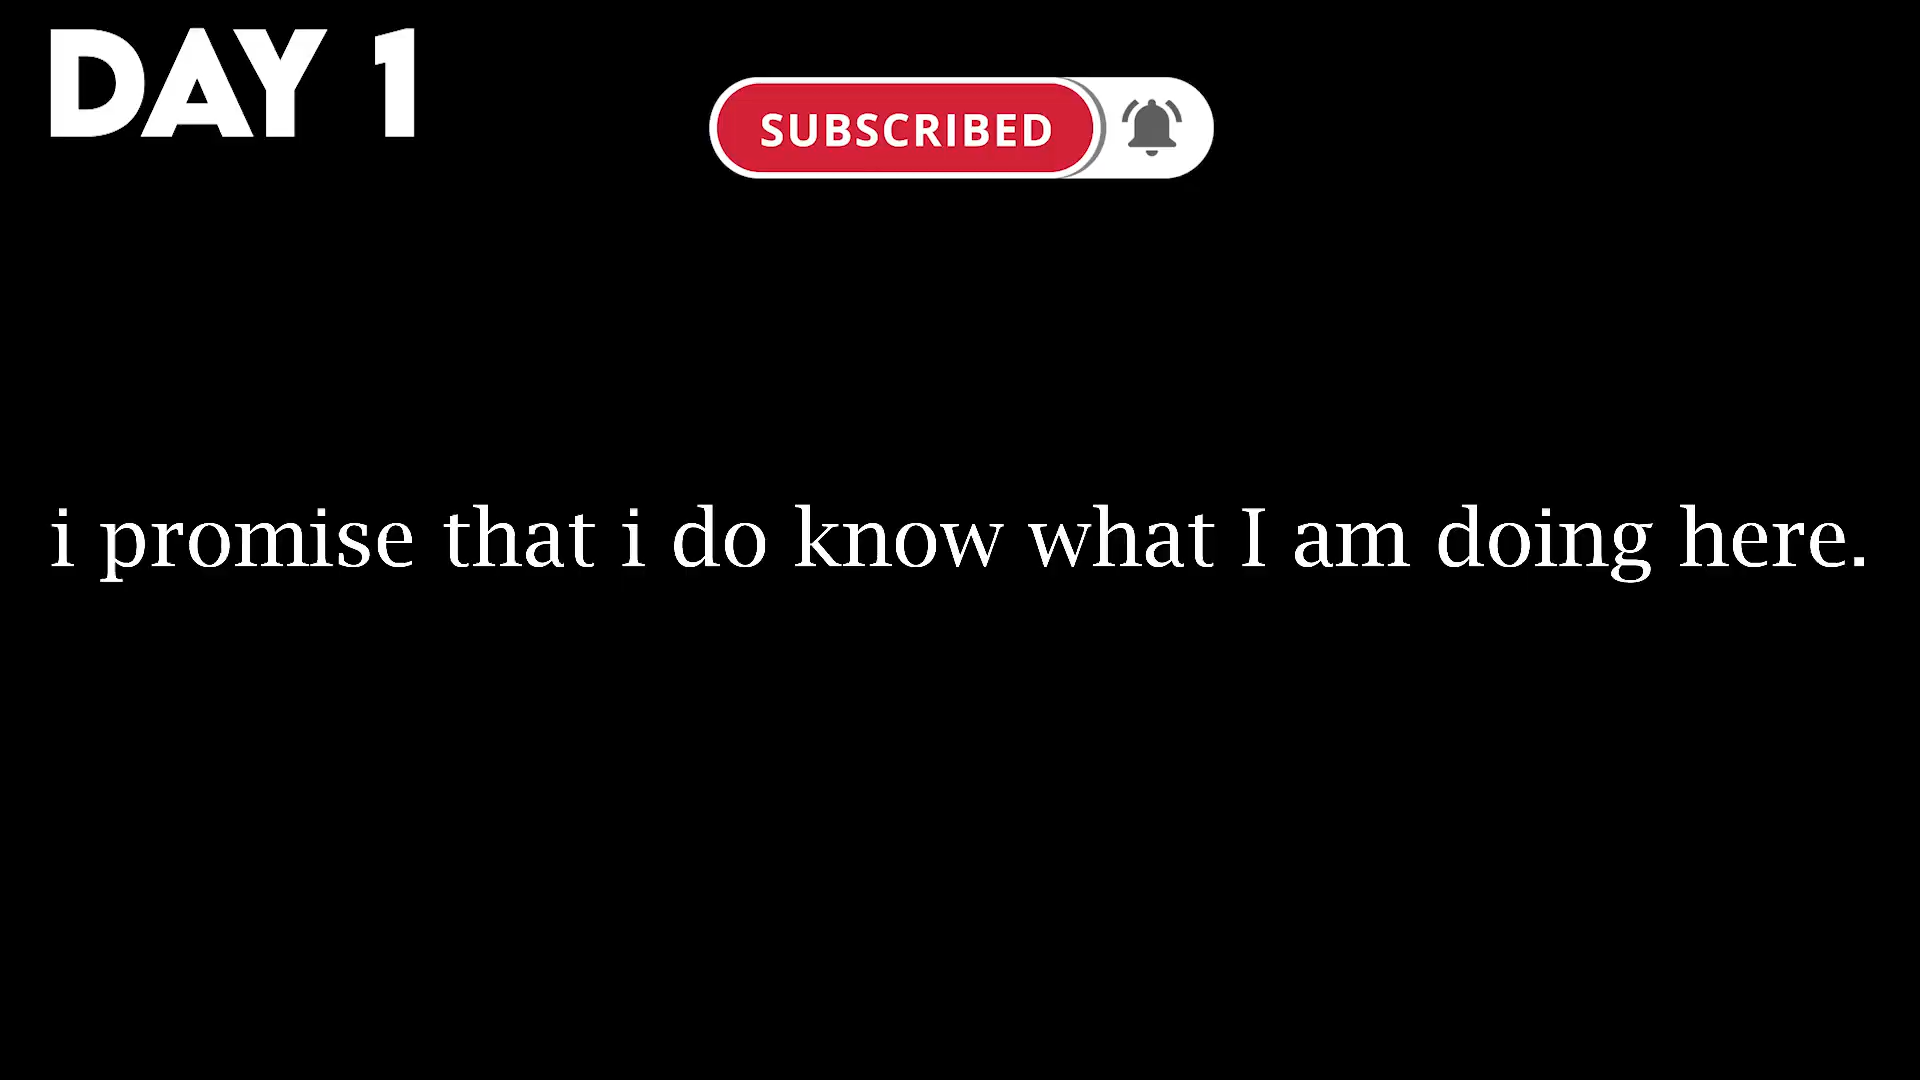 DAY 1
SUBSCRIBED
i promise that i do know what I am doing here.